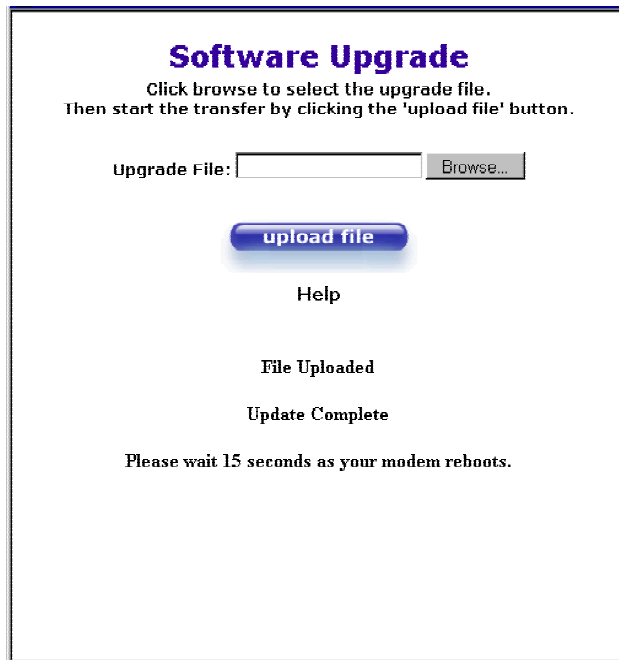 Software Upgrade
Click browse to select the upgrade file.
Then start the transfer by clicking the 'upload file' button.
Upgrade File: Browse...
upload file
Help
File Uploaded
Update Complete
Please wait 15 seconds as your modem reboots.